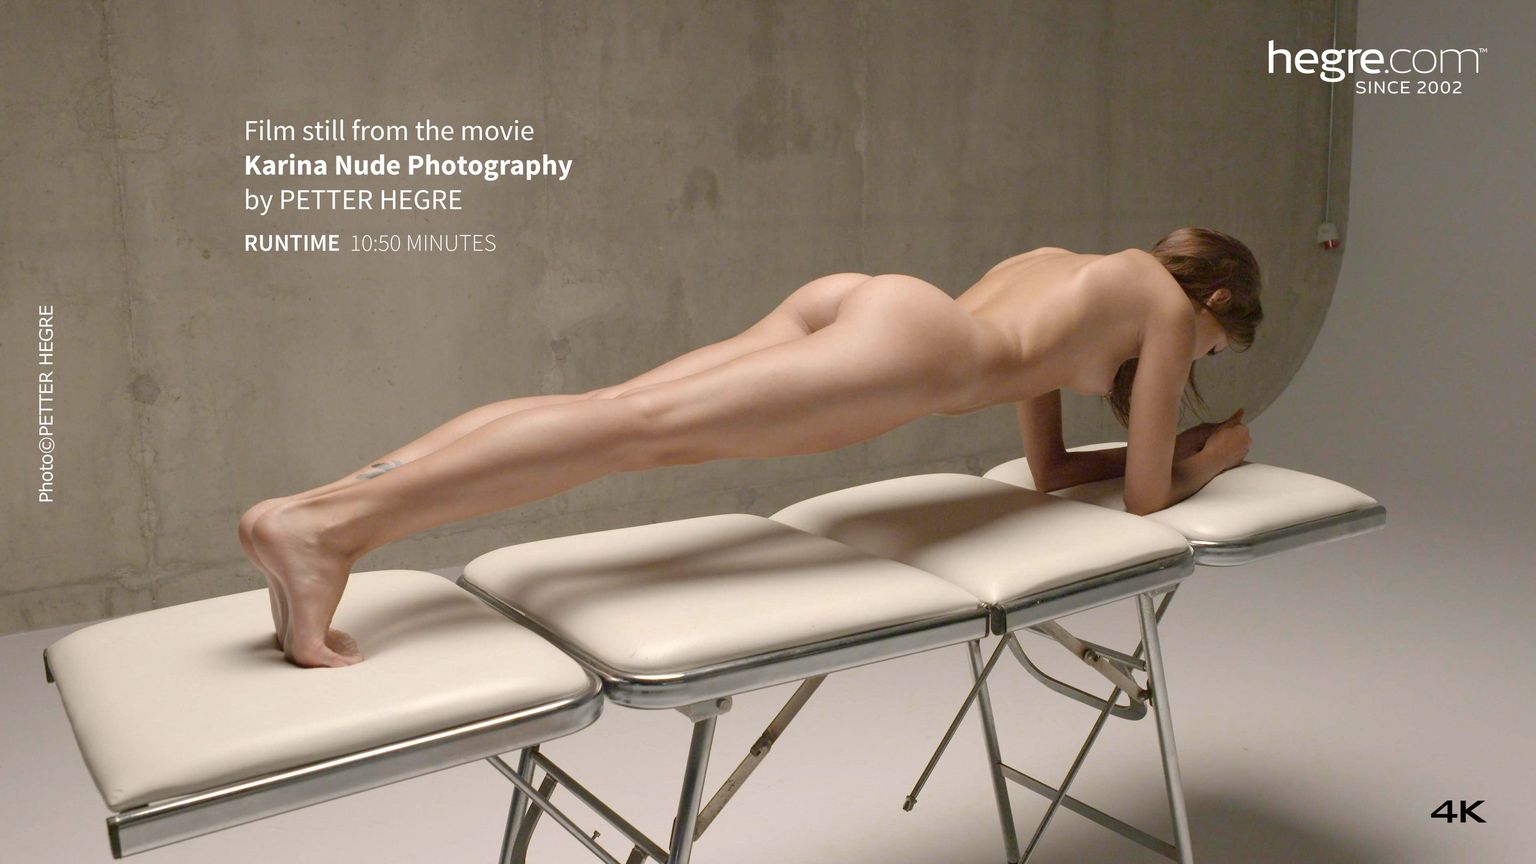 hegre.com™
SINCE 2002
Film still from the movie
Karina Nude Photography
by PETTER HEGRE
RUNTIME 10:50 MINUTES
Photo©PETTER HEGRE
4K